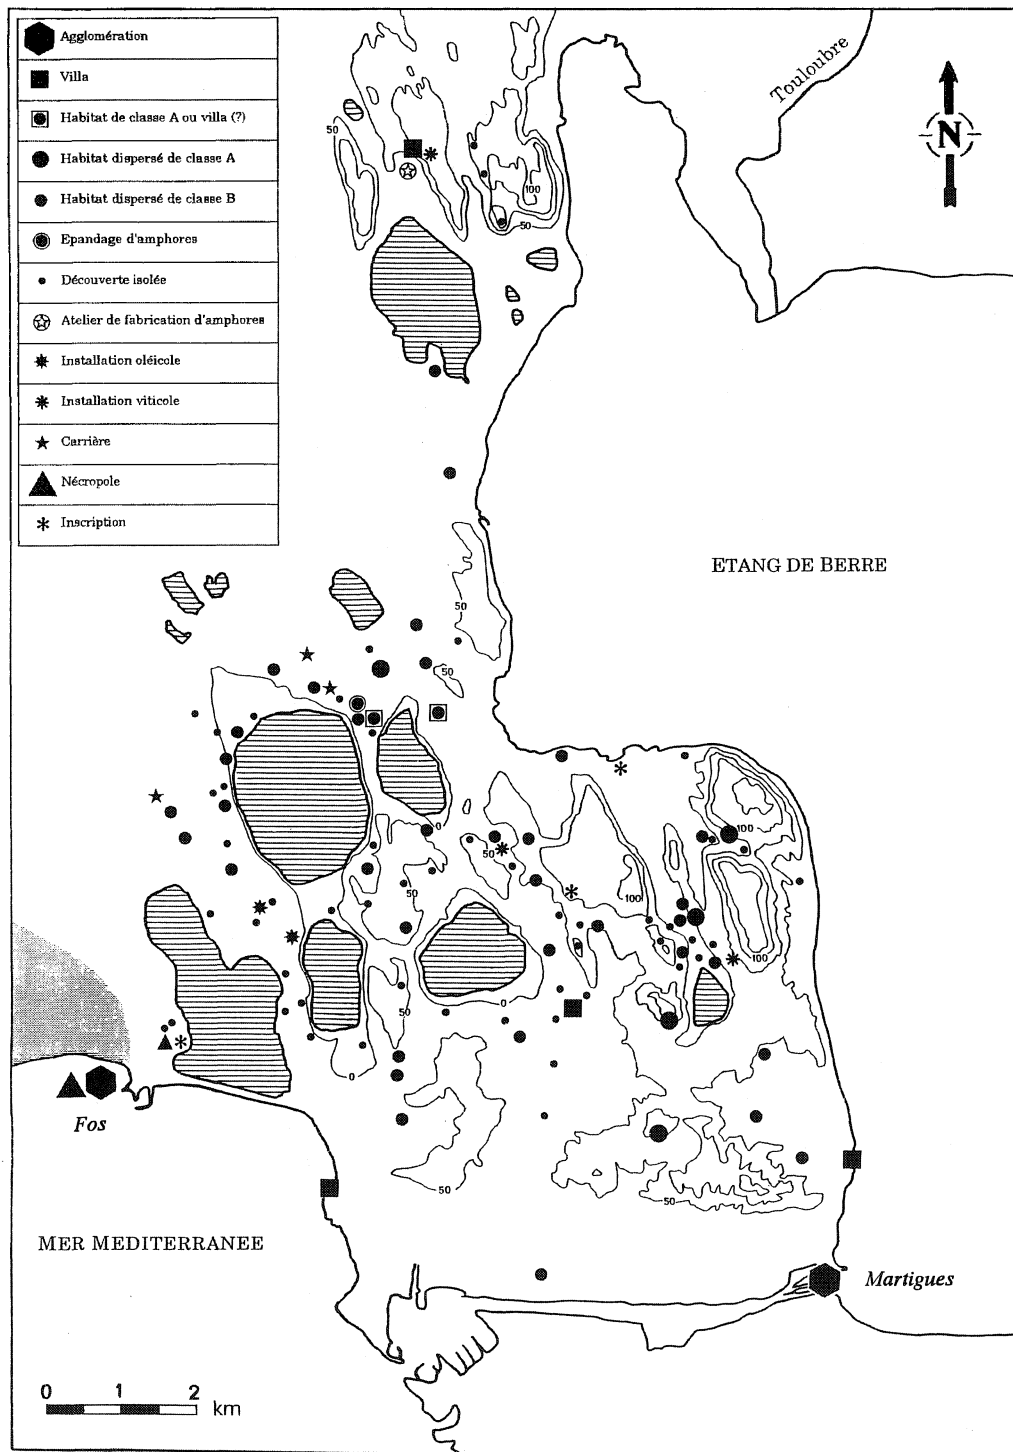 Agglomération
Villa
Habitat de classe A ou villa (?)
Habitat dispersé de classe A
Habitat dispersé de classe B
Epandage d'amphores
Découverte isolée
Atelier de fabrication d'amphores
Installation oléicole
Installation viticole
Carrière
Nécropole
Inscription
Touloubre
N
50
100
50
ETANG DE BERRE
50
50
0
100
50
50
100
100
0
50
0
Fos
50
50
MER MEDITERRANEE
Martigues
0 1 2
km